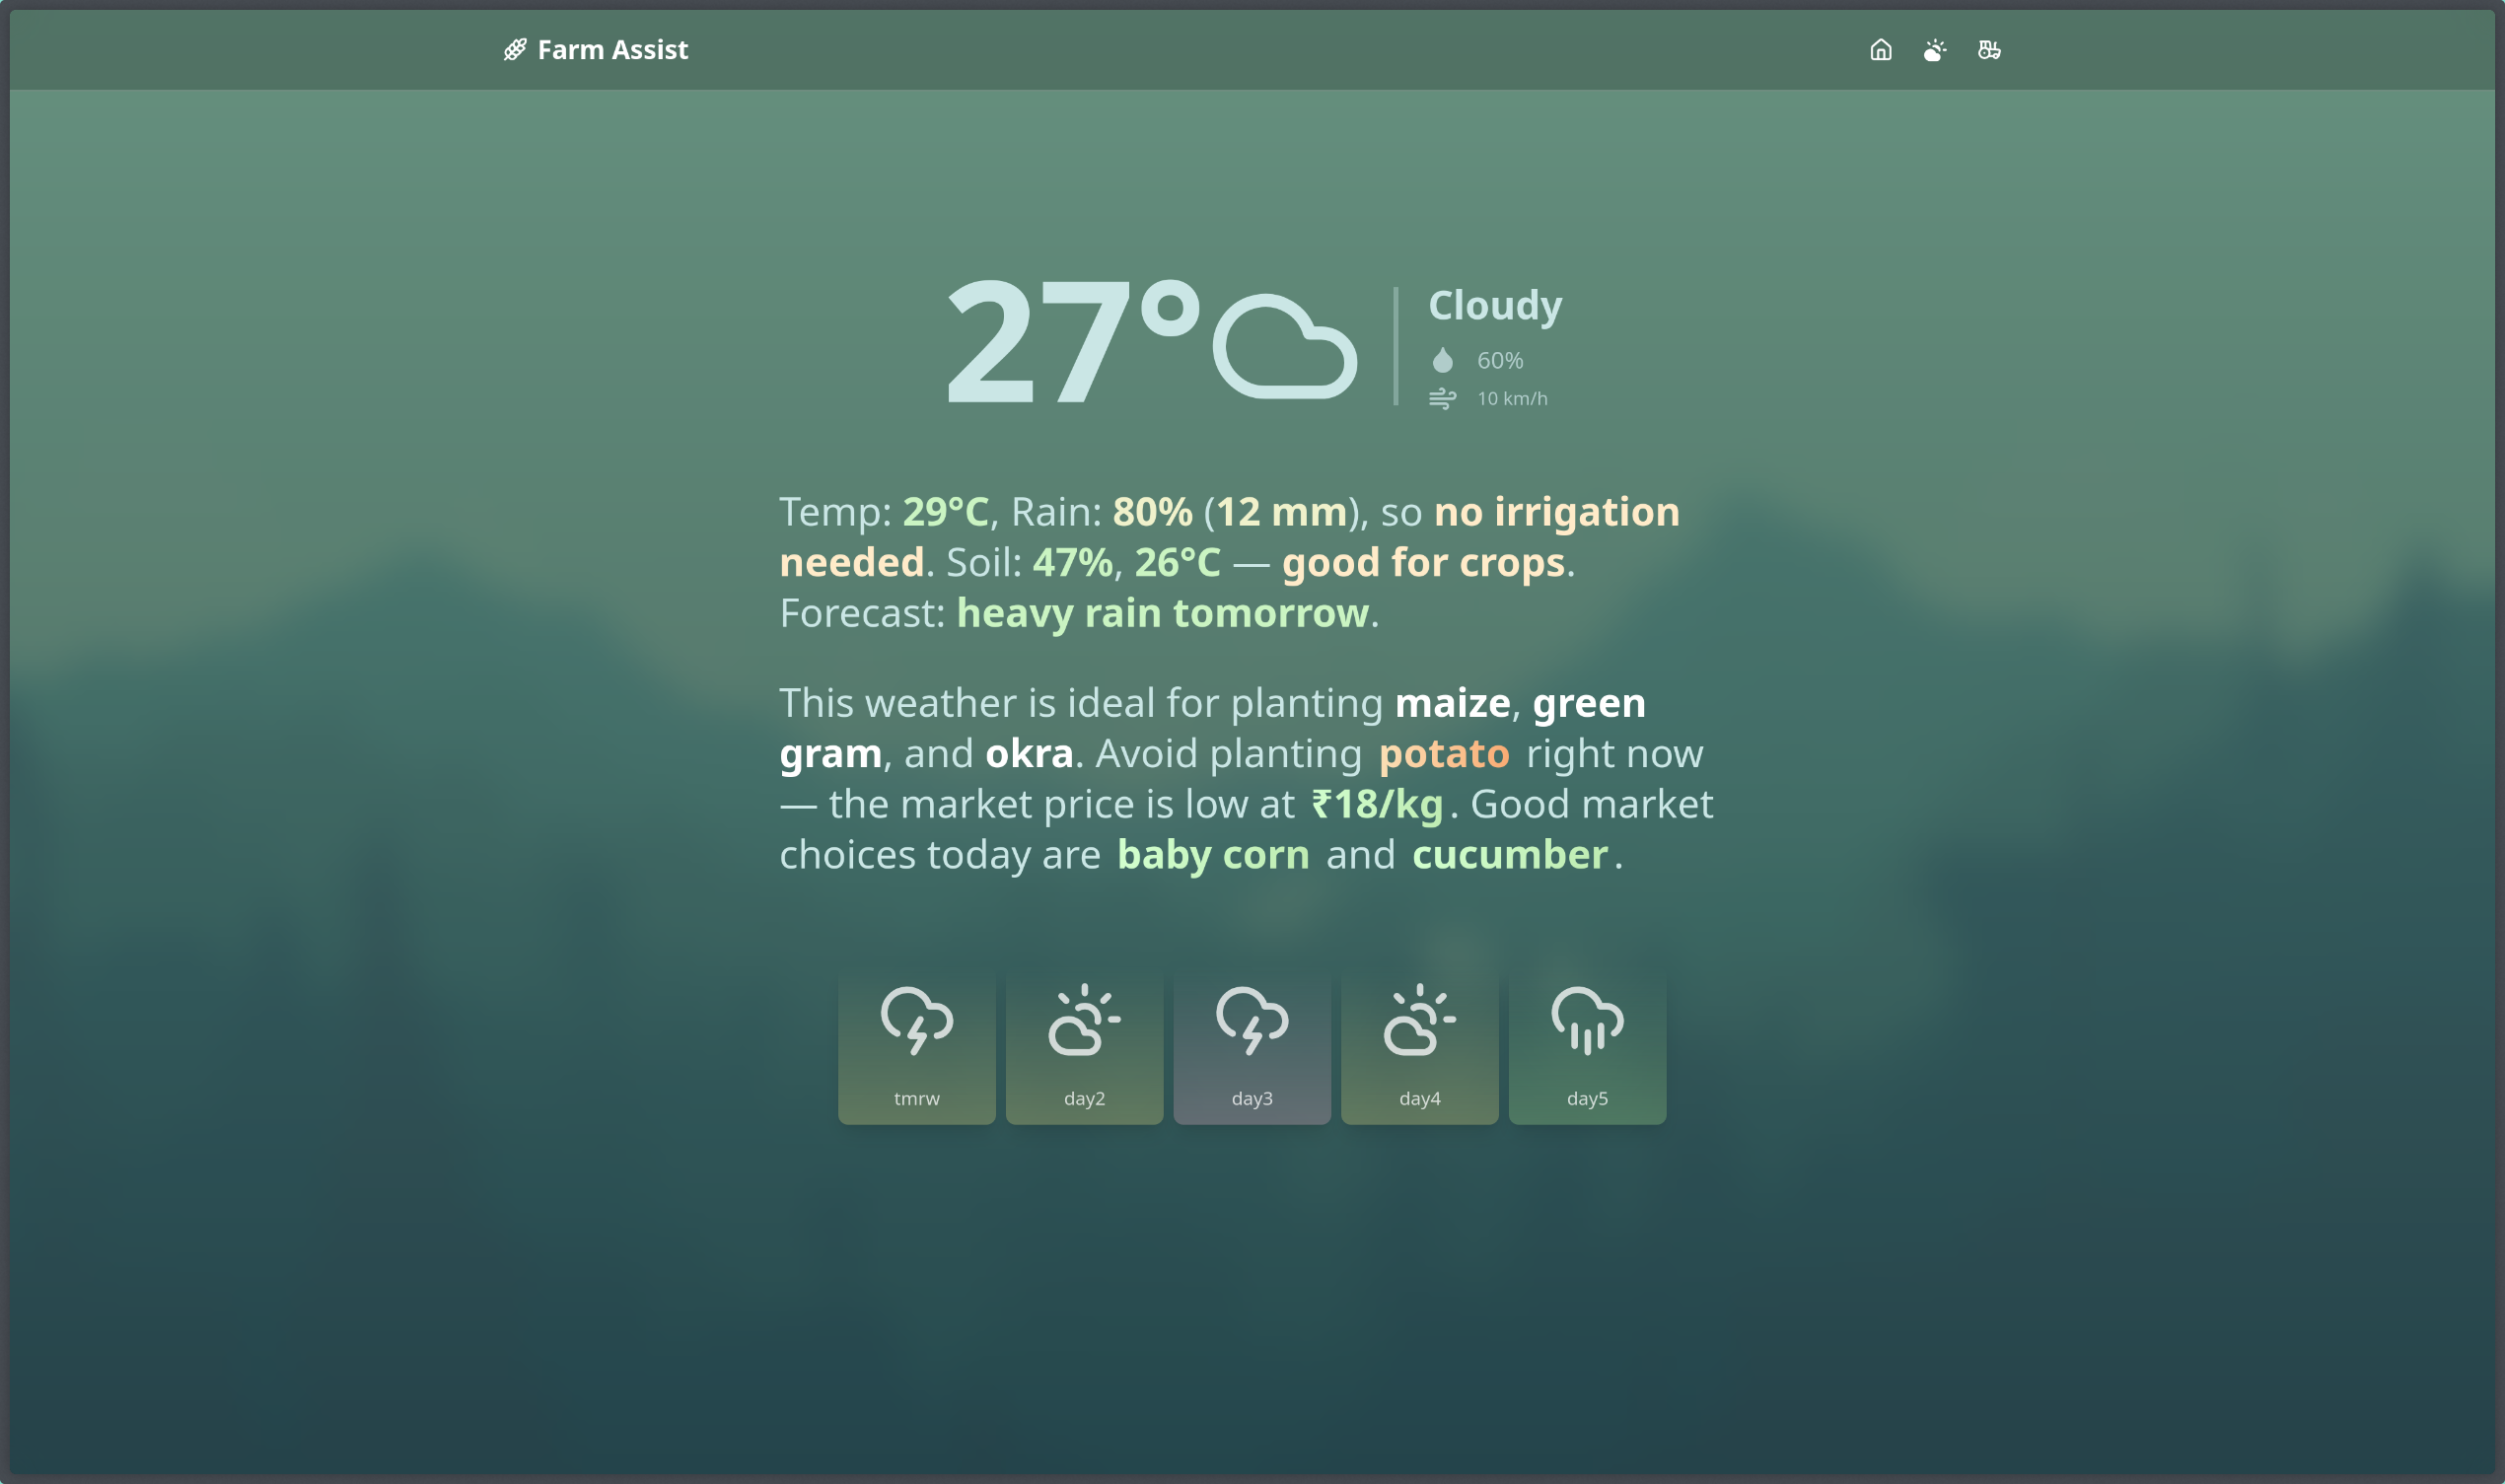 Farm Assist
27°
Cloudy
60%
10 km/h
Temp: 29°C, Rain: 80% (12 mm), so no irrigation
needed. Soil: 47%, 26°C — good for crops.
Forecast: heavy rain tomorrow.
This weather is ideal for planting maize, green
gram, and okra. Avoid planting potato right now
— the market price is low at ₹18/kg. Good market
choices today are baby corn and cucumber.
tmrw
day2
day3
day4
day5